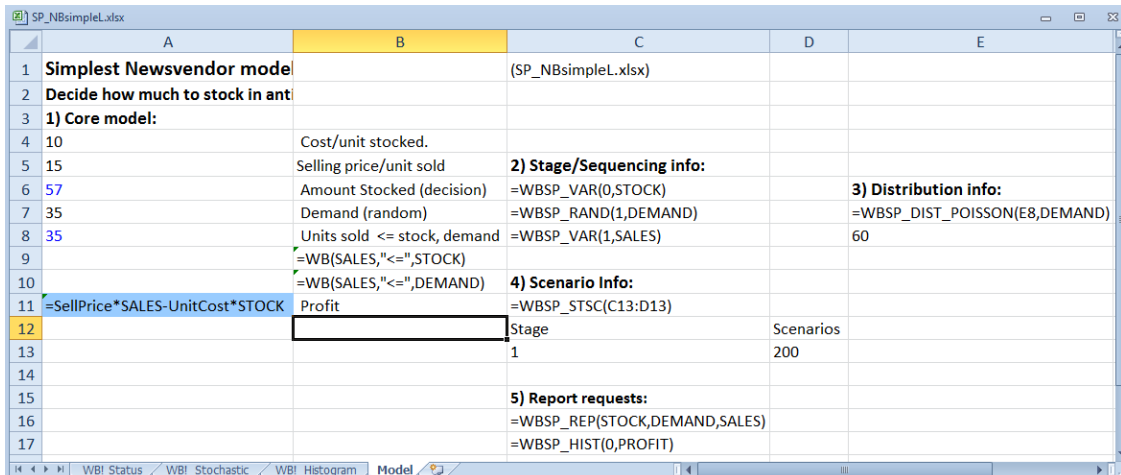 SP_NBsimpleL.xlsx
A B C D E
1 Simplest Newsvendor model (SP_NBsimpleL.xlsx)
2 Decide how much to stock in anti
3 1) Core model:
4 10 Cost/unit stocked.
5 15 Selling price/unit sold 2) Stage/Sequencing info:
6 57 Amount Stocked (decision) =WBSP_VAR(0,STOCK) 3) Distribution info:
7 35 Demand (random) =WBSP_RAND(1,DEMAND) =WBSP_DIST_POISSON(E8,DEMAND)
8 35 Units sold <= stock, demand =WBSP_VAR(1,SALES) 60
9 =WB(SALES,"<=",STOCK)
10 =WB(SALES,"<=",DEMAND) 4) Scenario Info:
11 =SellPrice*SALES-UnitCost*STOCK Profit =WBSP_STSC(C13:D13)
12 Stage Scenarios
13 1 200
14
15 5) Report requests:
16 =WBSP_REP(STOCK,DEMAND,SALES)
17 =WBSP_HIST(0,PROFIT)
WB! Status WB! Stochastic WB! Histogram Model